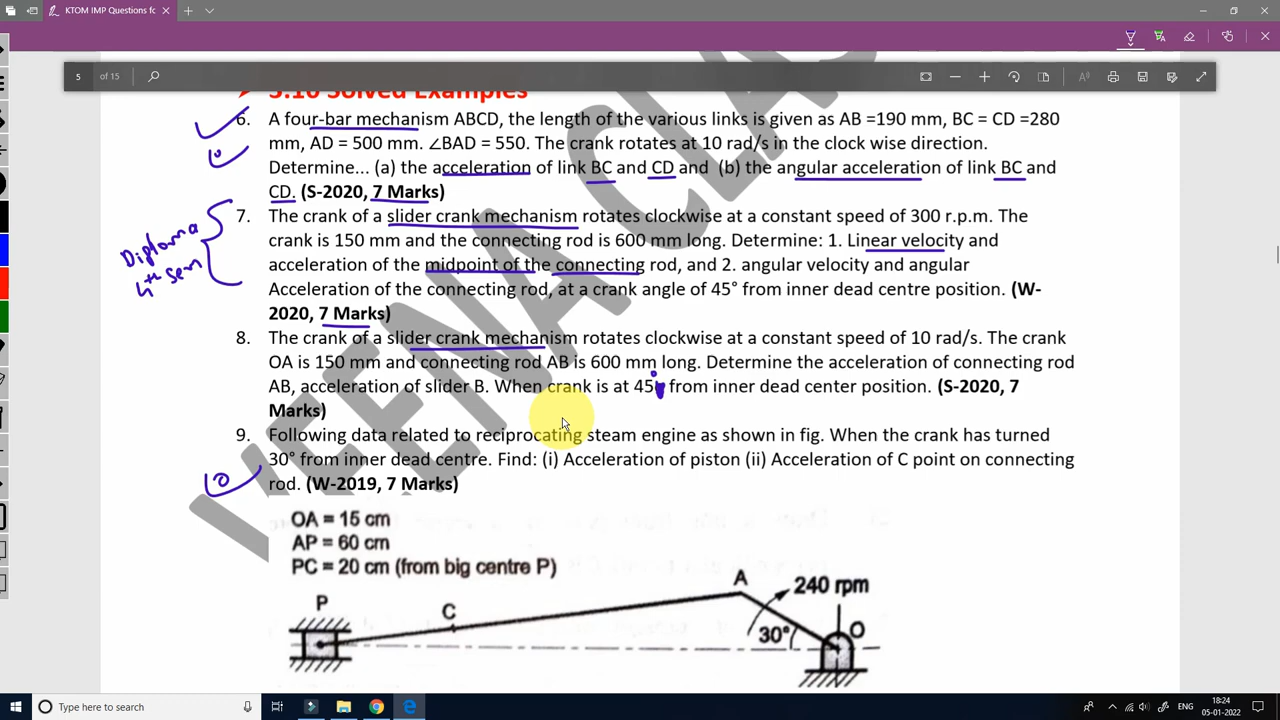 KTOM IMP Questions fo
5 of 15
3.10 Solved Examples
6. A four-bar mechanism ABCD, the length of the various links is given as AB =190 mm, BC = CD =280
mm, AD = 500 mm. ∠BAD = 550. The crank rotates at 10 rad/s in the clock wise direction.
Determine... (a) the acceleration of link BC and CD and (b) the angular acceleration of link BC and
CD. (S-2020, 7 Marks)
7. The crank of a slider crank mechanism rotates clockwise at a constant speed of 300 r.p.m. The
crank is 150 mm and the connecting rod is 600 mm long. Determine: 1. Linear velocity and
acceleration of the midpoint of the connecting rod, and 2. angular velocity and angular
Acceleration of the connecting rod, at a crank angle of 45° from inner dead centre position. (W-
2020, 7 Marks)
Diploma
4th sem
8. The crank of a slider crank mechanism rotates clockwise at a constant speed of 10 rad/s. The crank
OA is 150 mm and connecting rod AB is 600 mm long. Determine the acceleration of connecting rod
AB, acceleration of slider B. When crank is at 45 from inner dead center position. (S-2020, 7
Marks)
9. Following data related to reciprocating steam engine as shown in fig. When the crank has turned
30° from inner dead centre. Find: (i) Acceleration of piston (ii) Acceleration of C point on connecting
rod. (W-2019, 7 Marks)
OA = 15 cm
AP = 60 cm
PC = 20 cm (from big centre P)
P
C
A
240 rpm
30°
O
Type here to search
18:24
05-01-2022